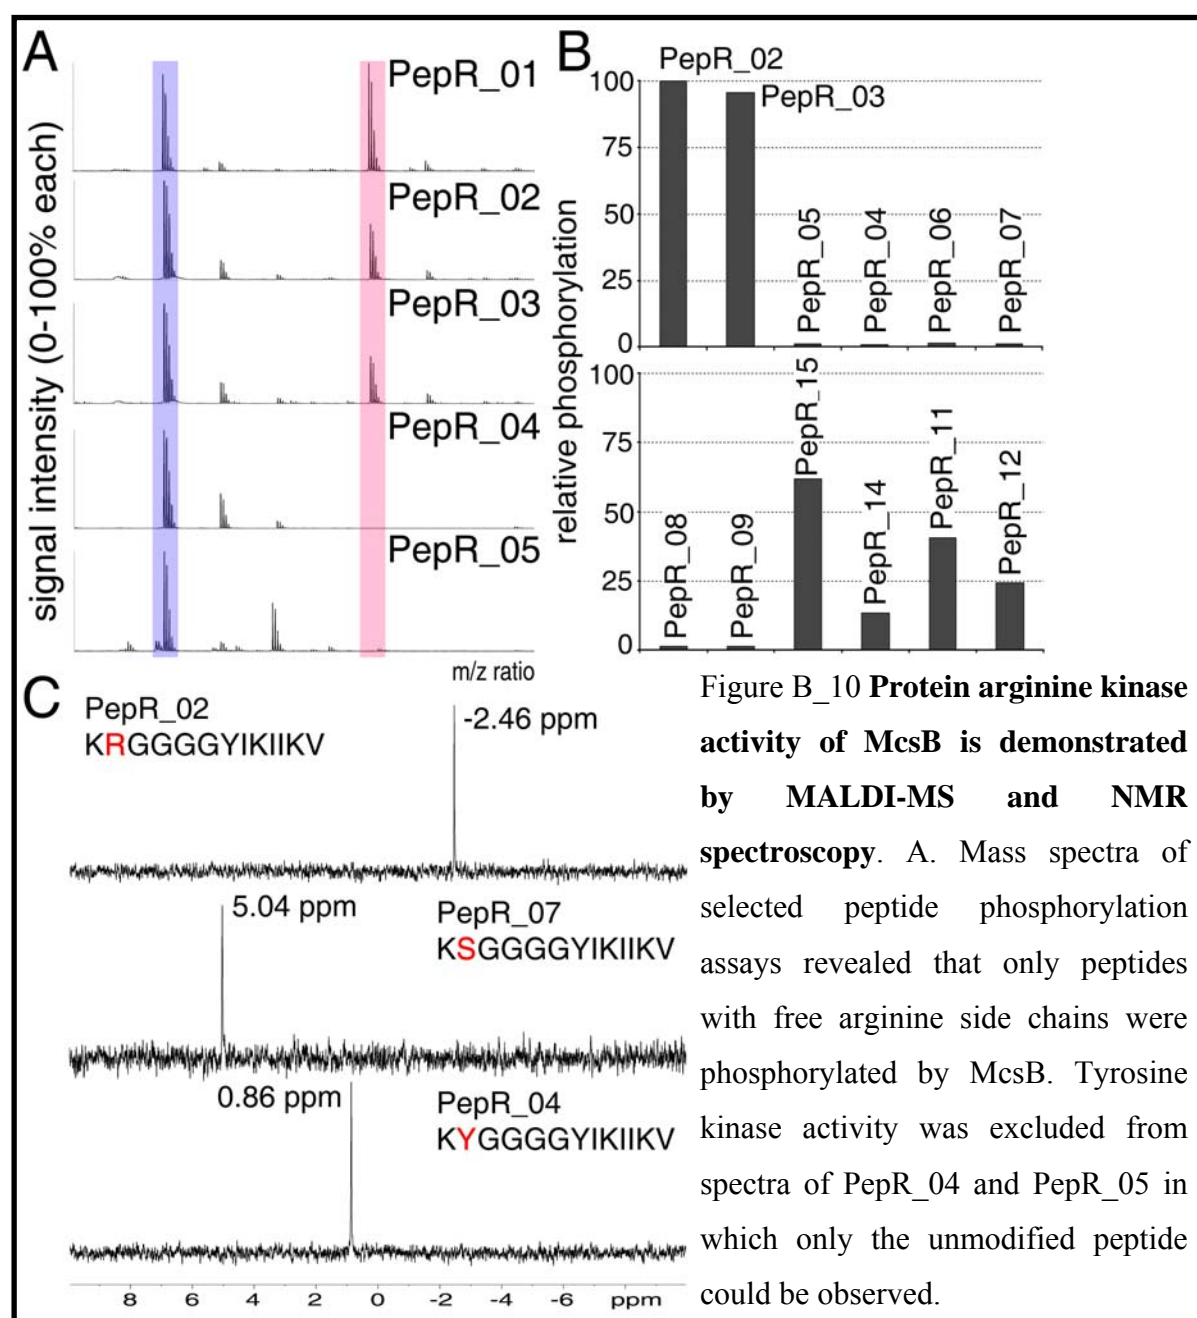 A
signal intensity (0-100% each)
PepR_01
PepR_02
PepR_03
PepR_04
PepR_05
m/z ratio
B
relative phosphorylation
PepR_02
PepR_03
100
75
50
25
0
PepR_05
PepR_04
PepR_06
PepR_07
100
75
50
25
0
PepR_08
PepR_09
PepR_15
PepR_14
PepR_11
PepR_12
C
PepR_02
KRGGGGYIKIIKV
-2.46 ppm
5.04 ppm
PepR_07
KSGGGGYIKIIKV
0.86 ppm
PepR_04
KYGGGGYIKIIKV
8 6 4 2 0 -2 -4 -6 ppm
Figure B_10 Protein arginine kinase
activity of McsB is demonstrated
by MALDI-MS and NMR
spectroscopy. A. Mass spectra of
selected peptide phosphorylation
assays revealed that only peptides
with free arginine side chains were
phosphorylated by McsB. Tyrosine
kinase activity was excluded from
spectra of PepR_04 and PepR_05 in
which only the unmodified peptide
could be observed.